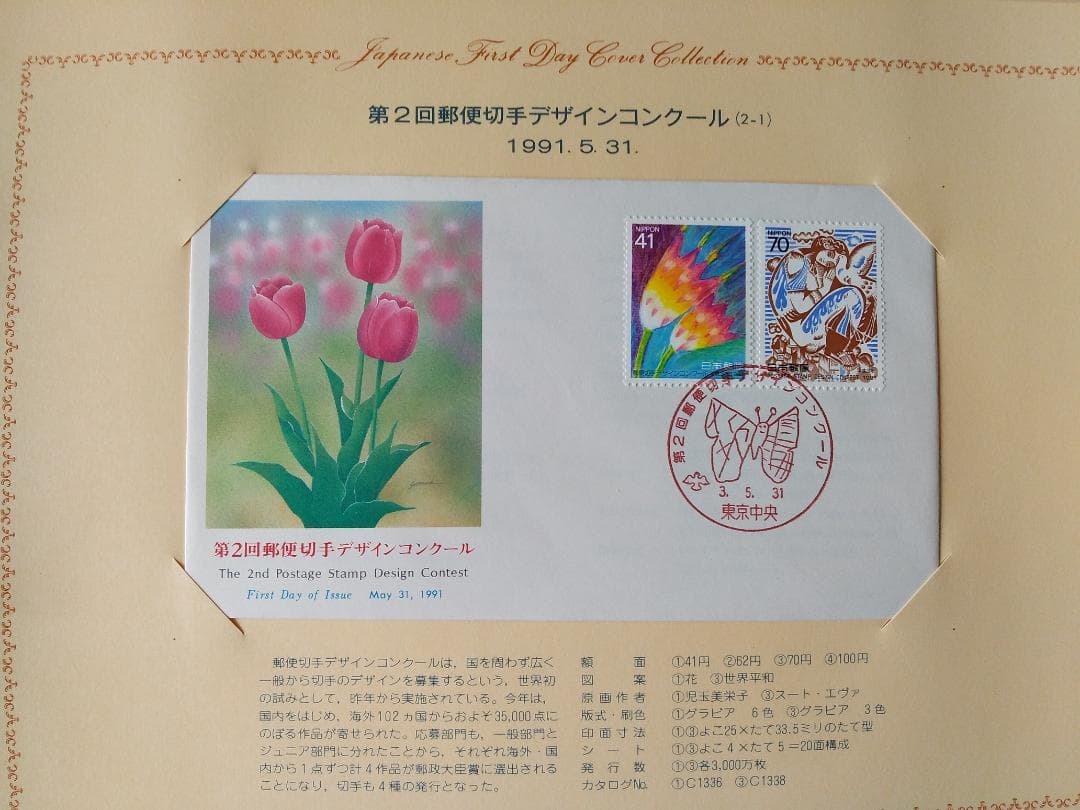 Japanese First Day Cover Collection
第2回郵便切手デザインコンクール(2-1)
1991. 5. 31.
NIPPON
41
日本郵便
NIPPON
70
日本郵便
第2回郵便切手デザインコンクール
3. 5. 31
東京中央
第2回郵便切手デザインコンクール
The 2nd Postage Stamp Design Contest
First Day of Issue May 31, 1991
郵便切手デザインコンクールは、国を問わず広く
一般から切手のデザインを募集するという、世界初
の試みとして、昨年から実施されている。今年は、
国内をはじめ、海外102ヵ国からおよそ35,000点に
のぼる作品が寄せられた。応募部門も、一般部門と
ジュニア部門に分れたことから、それぞれ海外・国
内から1点ずつ計4作品が郵政大臣賞に選出される
ことになり、切手も4種の発行となった。
額面 ①41円 ②62円 ③70円 ④100円
図案 ①花 ③世界平和
原画作者 ①児玉美栄子 ③スート・エヴァ
版式・刷色 ①グラビア 6色 ③グラビア 3色
印面寸法 ①③よこ25×たて33.5ミリのたて型
シート ①③よこ4×たて5=20面構成
発行数 ①③各3,000万枚
カタログNo. ①C1336 ③C1338